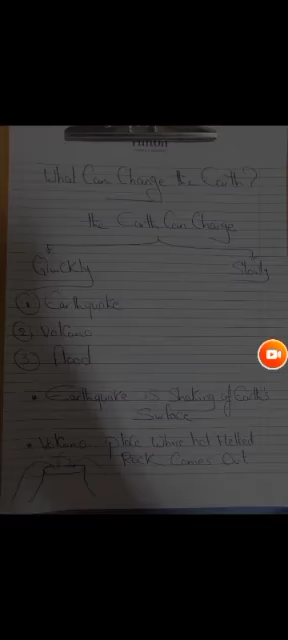 What Can Change the Earth?
the Earth Can Change
Quickly Slowly
① Earthquake
② Volcano
③ Flood
• Earthquake is Shaking of Earth's
Surface
• Volcano place Where hot Melted
Rock Comes Out